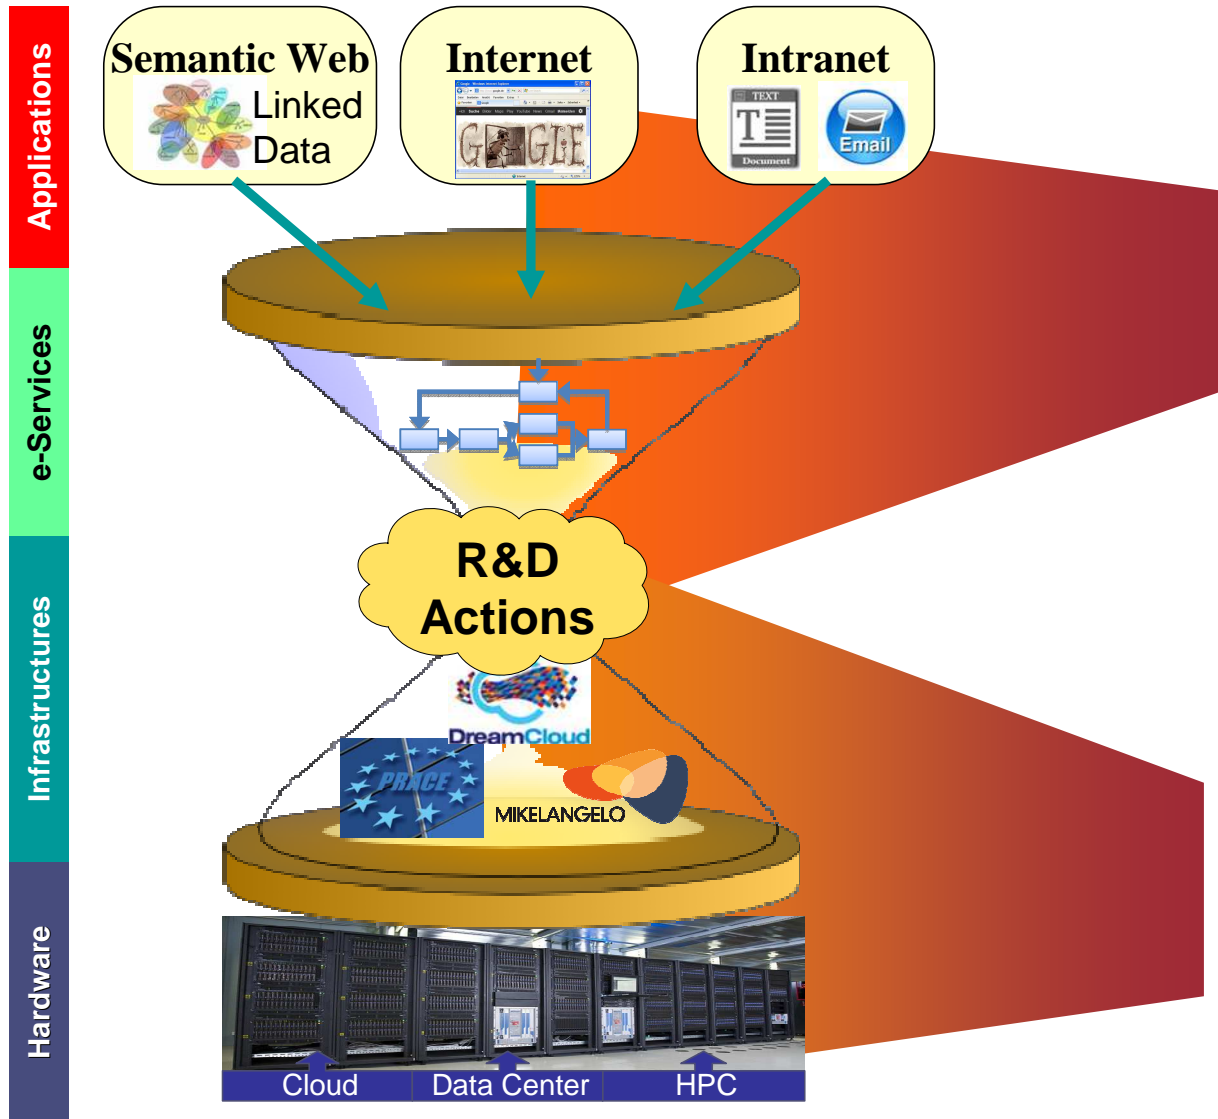 Applications
e-Services
Infrastructures
Hardware
Semantic Web
Linked
Data
Internet
GOOGLE
Intranet
TEXT
T
Document
Email
R&D
Actions
DreamCloud
PRACE
MIKELANGELO
Cloud
Data Center
HPC